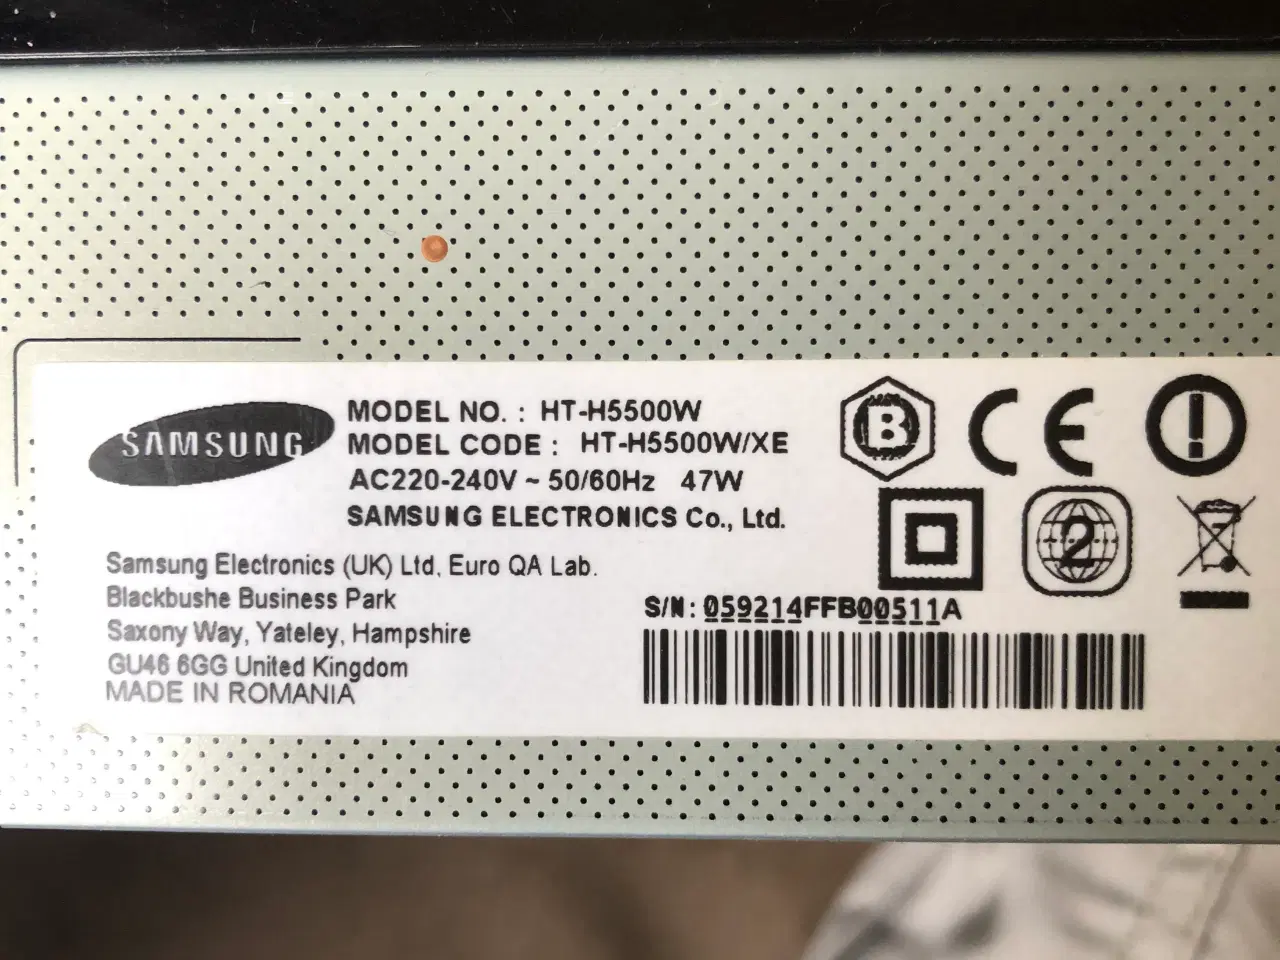 SAMSUNG
MODEL NO. : HT-H5500W
MODEL CODE : HT-H5500W/XE
AC220-240V ~ 50/60Hz 47W
SAMSUNG ELECTRONICS Co., Ltd.
Samsung Electronics (UK) Ltd, Euro QA Lab.
Blackbushe Business Park
Saxony Way, Yateley, Hampshire
GU46 6GG United Kingdom
MADE IN ROMANIA
B CE
2
S/N: 059214FFB00511A